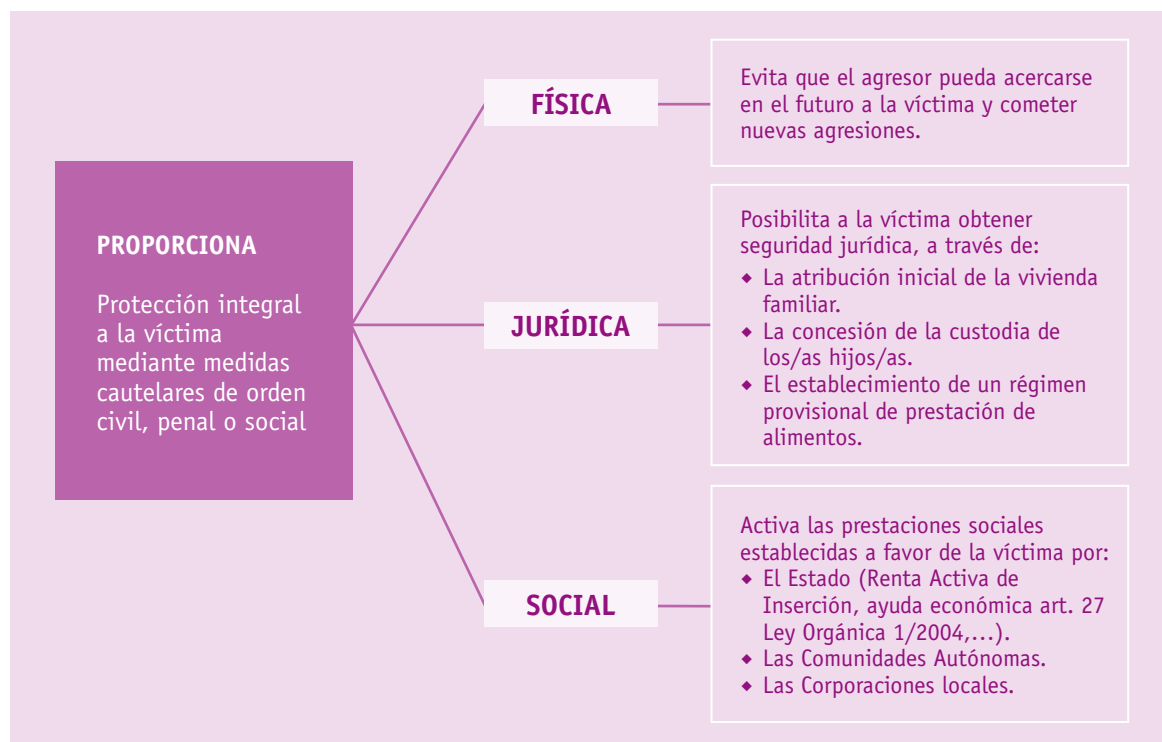 PROPORCIONA
Protección integral
a la víctima
mediante medidas
cautelares de orden
civil, penal o social
FÍSICA
Evita que el agresor pueda acercarse
en el futuro a la víctima y cometer
nuevas agresiones.
JURÍDICA
Posibilita a la víctima obtener
seguridad jurídica, a través de:
◆ La atribución inicial de la vivienda
familiar.
◆ La concesión de la custodia de
los/as hijos/as.
◆ El establecimiento de un régimen
provisional de prestación de
alimentos.
SOCIAL
Activa las prestaciones sociales
establecidas a favor de la víctima por:
◆ El Estado (Renta Activa de
Inserción, ayuda económica art. 27
Ley Orgánica 1/2004,...).
◆ Las Comunidades Autónomas.
◆ Las Corporaciones locales.